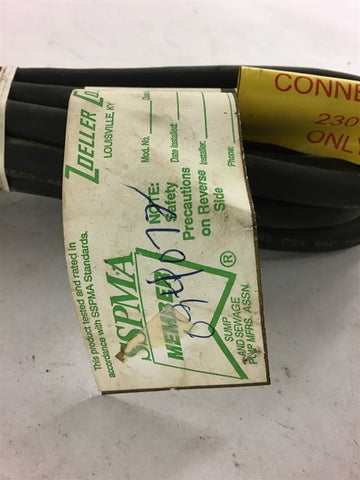 ZOELLER
LOUISVILLE, KY.
Mod. No.
Date Installed:
Installer:
Phone:
NOTE:
Safety
Precautions
on Reverse
Side
This product tested and rated in
accordance with SSPMA Standards.
SSPMA
MEMBER
®
SUMP
AND SEWAGE
PUMP MFRS. ASSN.
CONNE
230
ONLY